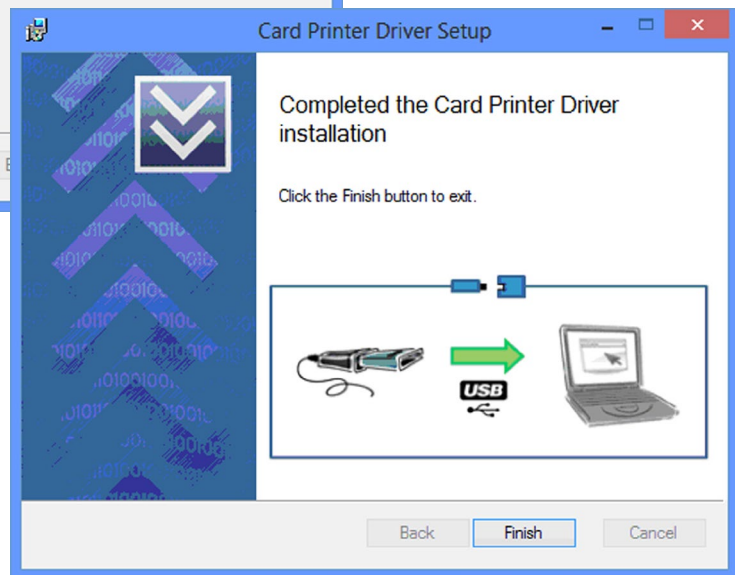 Card Printer Driver Setup
Completed the Card Printer Driver
installation
Click the Finish button to exit.
USB
Back
Finish
Cancel